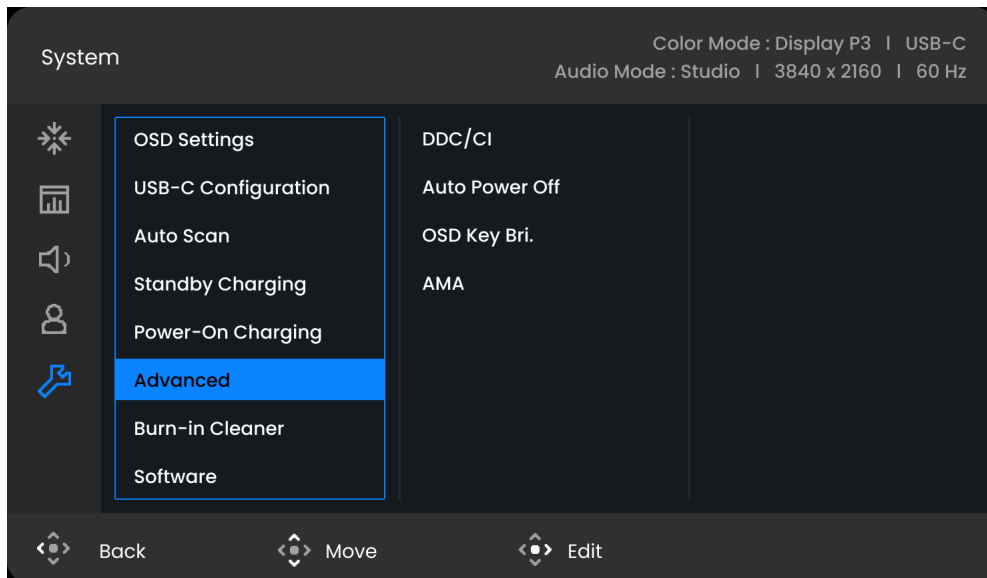 System
Color Mode : Display P3 I USB-C
Audio Mode : Studio I 3840 x 2160 I 60 Hz
OSD Settings
USB-C Configuration
Auto Scan
Standby Charging
Power-On Charging
Advanced
Burn-in Cleaner
Software
DDC/CI
Auto Power Off
OSD Key Bri.
AMA
Back
Move
Edit